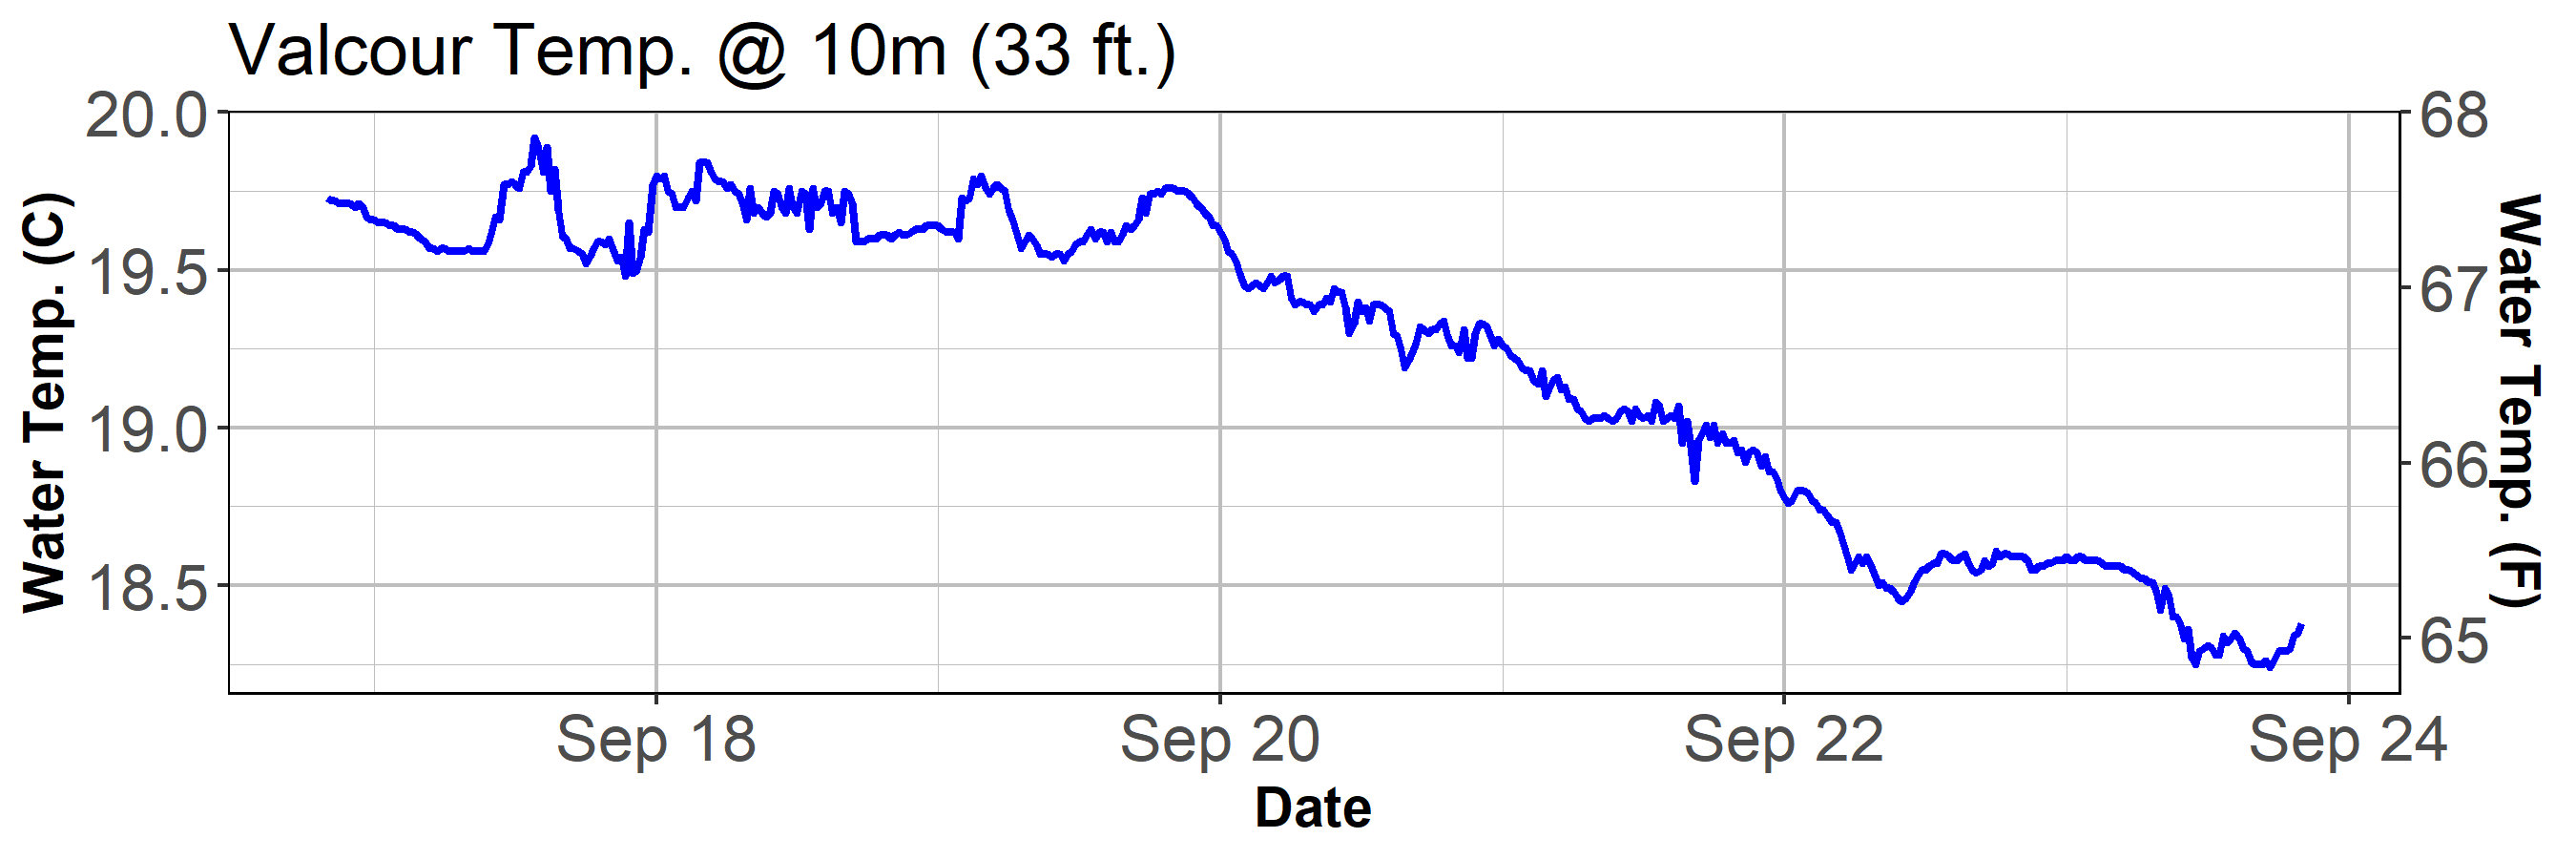 Valcour Temp. @ 10m (33 ft.)
Water Temp. (C)
20.0
19.5
19.0
18.5
68
67
66
65
Water Temp. (F)
Sep 18
Sep 20
Sep 22
Sep 24
Date